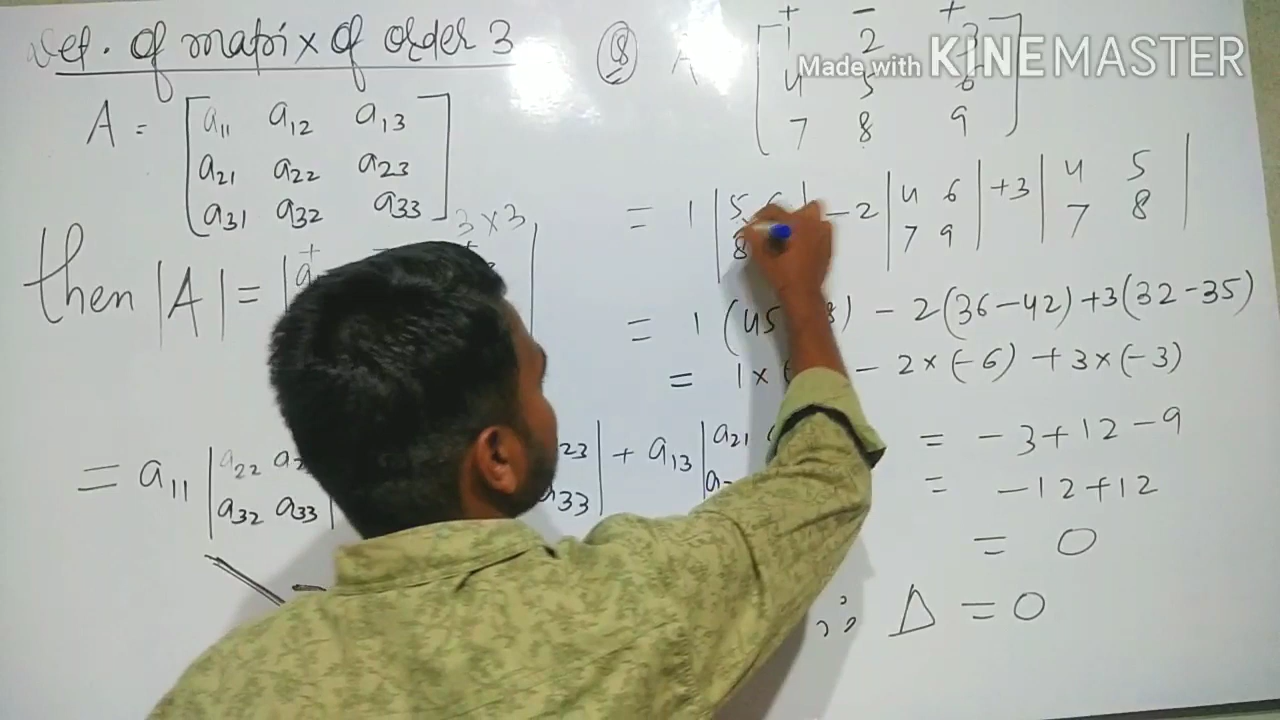 Det. of matrix of order 3
A = [ a11 a12 a13
a21 a22 a23
a31 a32 a33 ] 3×3
then |A| =
= a11 | a22
a32 a33 | a23
a33 | + a13 | a21
Q A [ 1 2 3
4 5 6
7 8 9 ]
+ − +
Made with KINEMASTER
= 1 | 5 6
8 | − 2 | 4 6
7 9 | + 3 | 4 5
7 8 |
= 1 (45 8) − 2(36−42) + 3(32−35)
= 1× − 2×(−6) + 3×(−3)
= −3+12−9
= −12+12
= 0
∴ Δ = 0